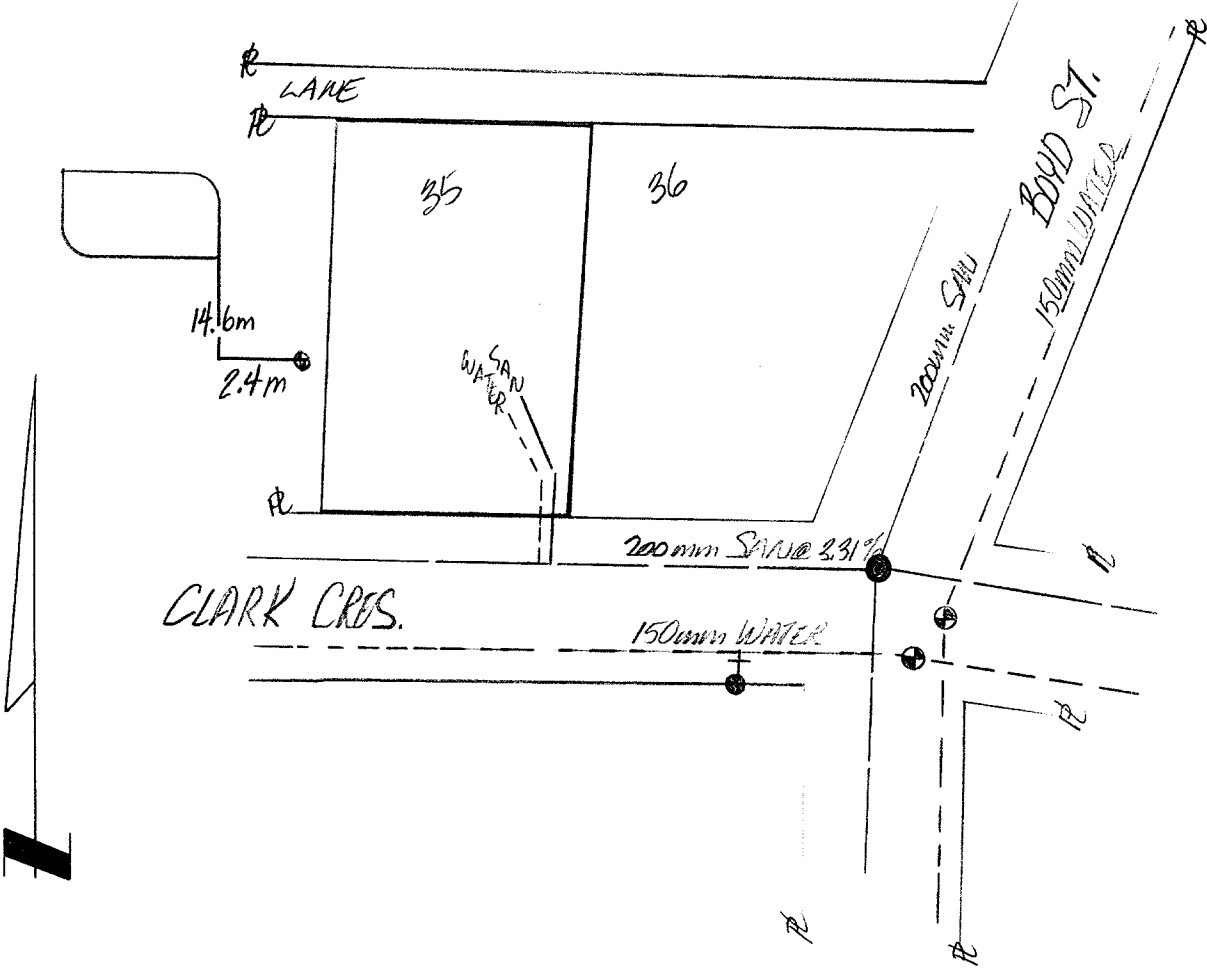 LANE
35
36
BOYD ST.
150mm WATER
200mm SAN
14.6m
2.4m
SAN
WATER
200mm SAN@ 3.31%
CLARK CRES.
150mm WATER